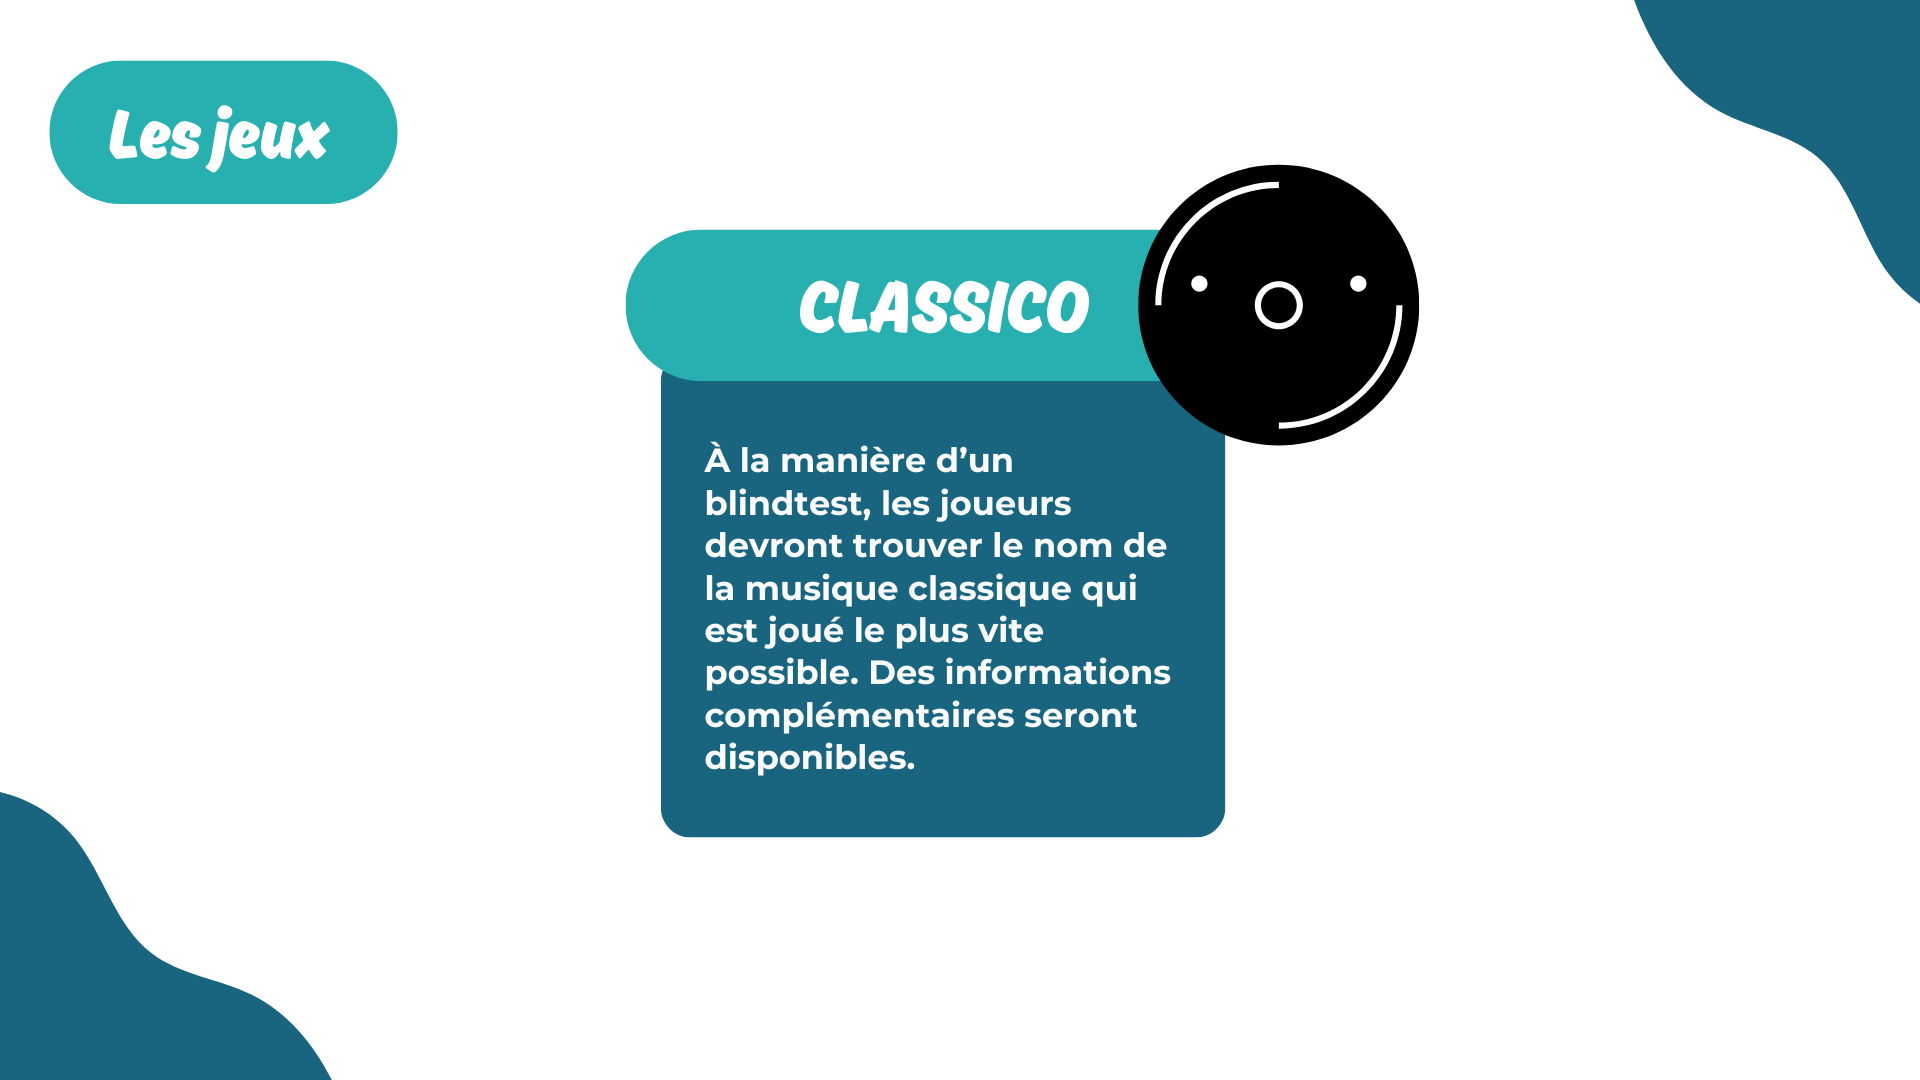 Les jeux
CLASSICO
À la manière d’un
blindtest, les joueurs
devront trouver le nom de
la musique classique qui
est joué le plus vite
possible. Des informations
complémentaires seront
disponibles.